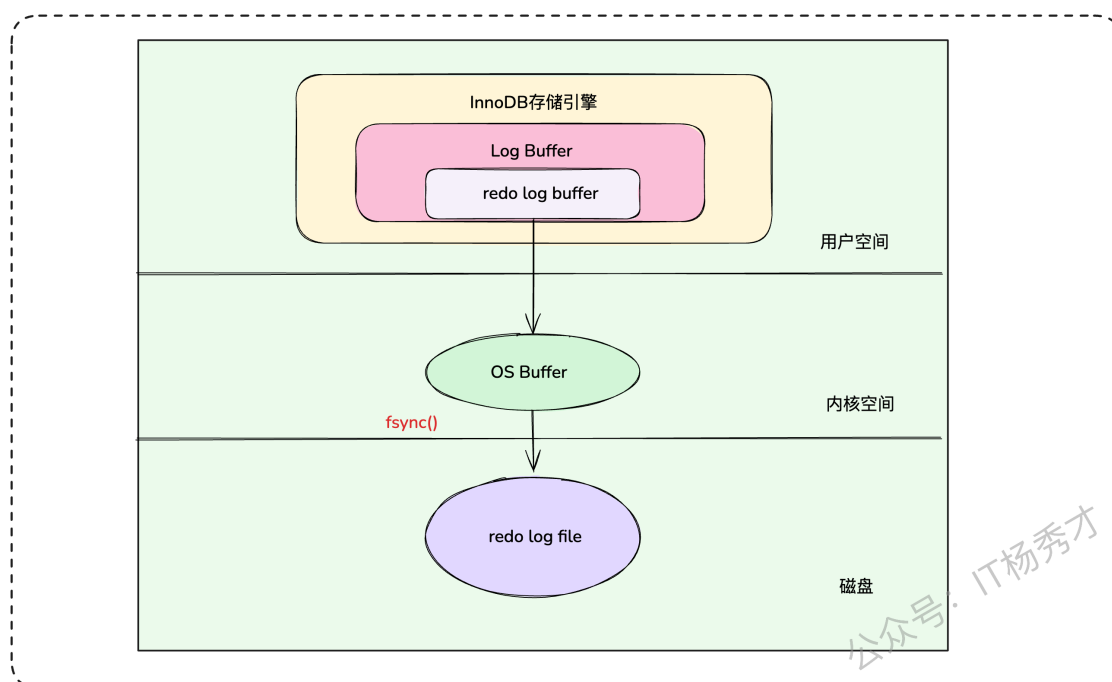 InnoDB存储引擎
Log Buffer
redo log buffer
用户空间
OS Buffer
内核空间
fsync()
redo log file
磁盘
公众号：IT杨秀才